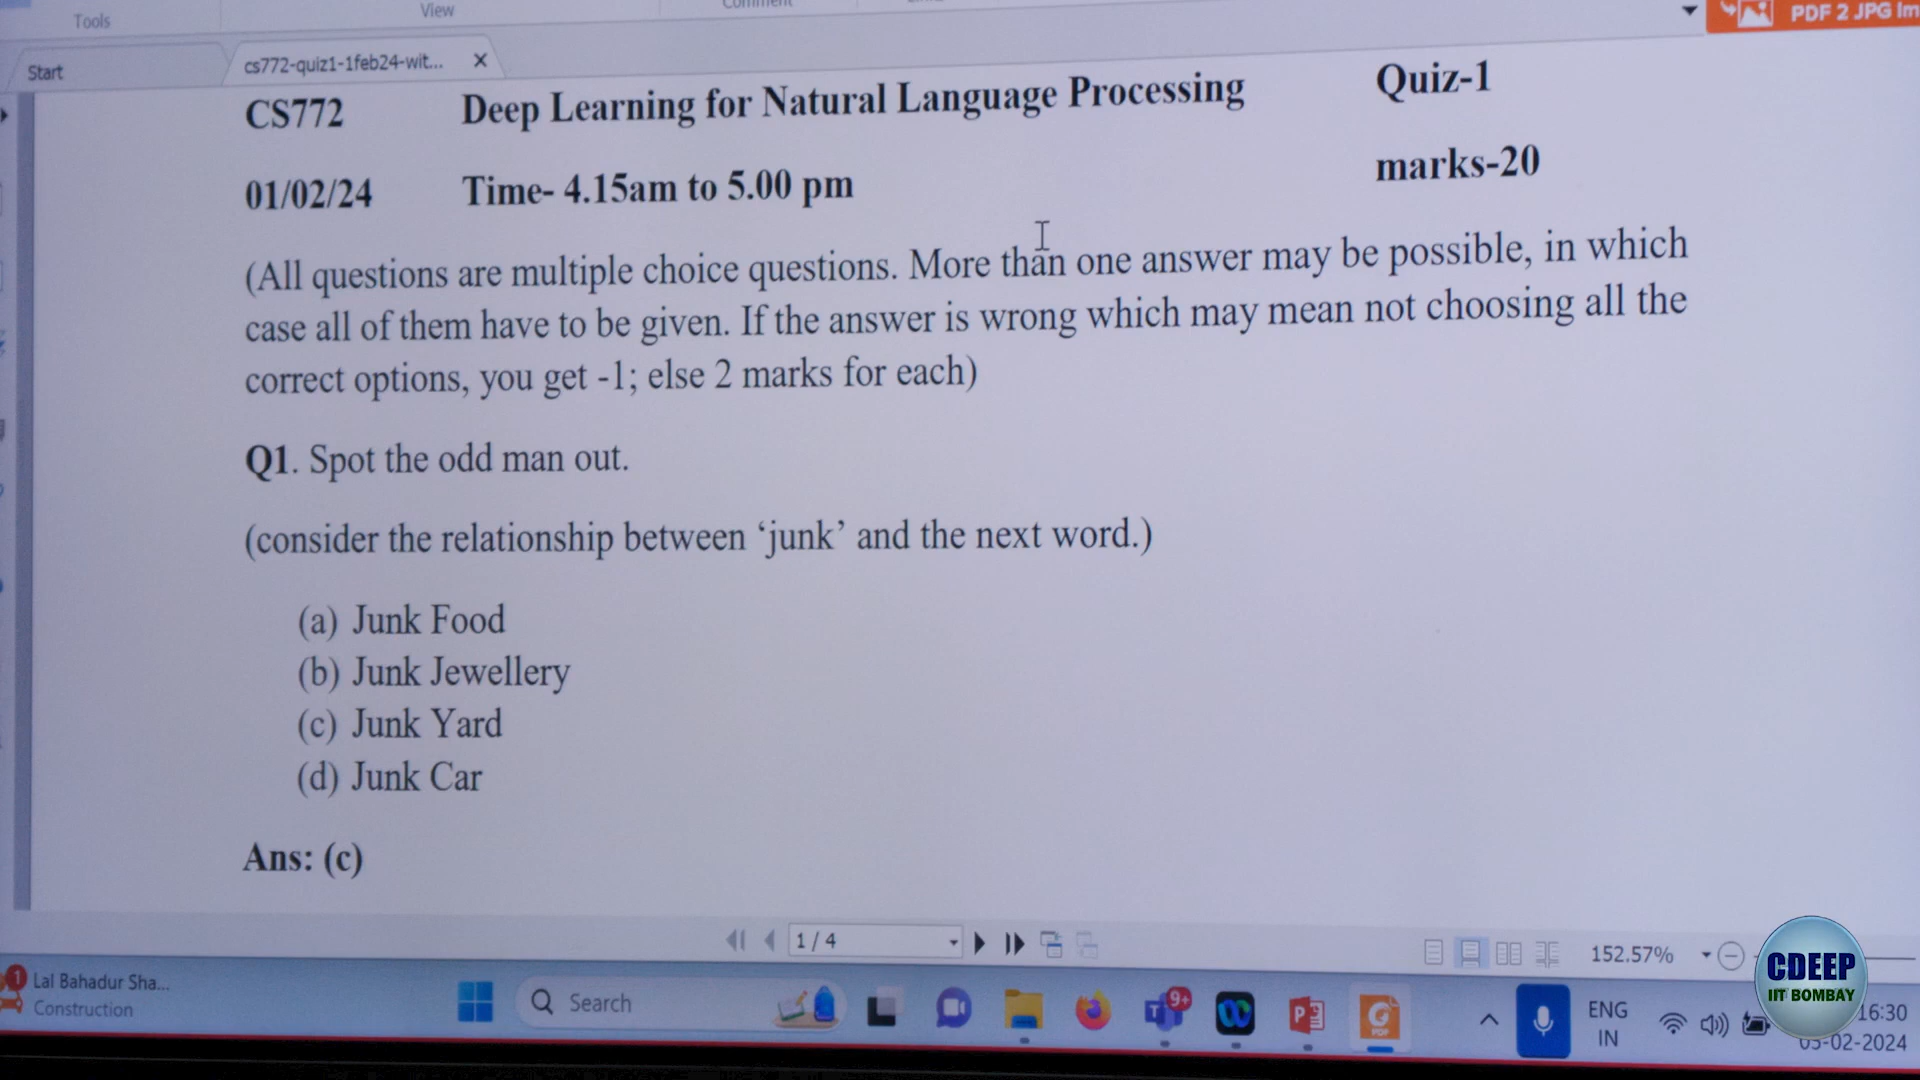 Tools
View
Comment
PDF 2 JPG Im
Start
cs772-quiz1-1feb24-wit...
CS772 Deep Learning for Natural Language Processing Quiz-1
marks-20
01/02/24 Time- 4.15am to 5.00 pm
(All questions are multiple choice questions. More than one answer may be possible, in which
case all of them have to be given. If the answer is wrong which may mean not choosing all the
correct options, you get -1; else 2 marks for each)
Q1. Spot the odd man out.
(consider the relationship between ‘junk’ and the next word.)
(a) Junk Food
(b) Junk Jewellery
(c) Junk Yard
(d) Junk Car
Ans: (c)
1 / 4
152.57%
CDEEP
IIT BOMBAY
1
Lal Bahadur Sha...
Construction
Search
9+
ENG
IN
16:30
-02-2024